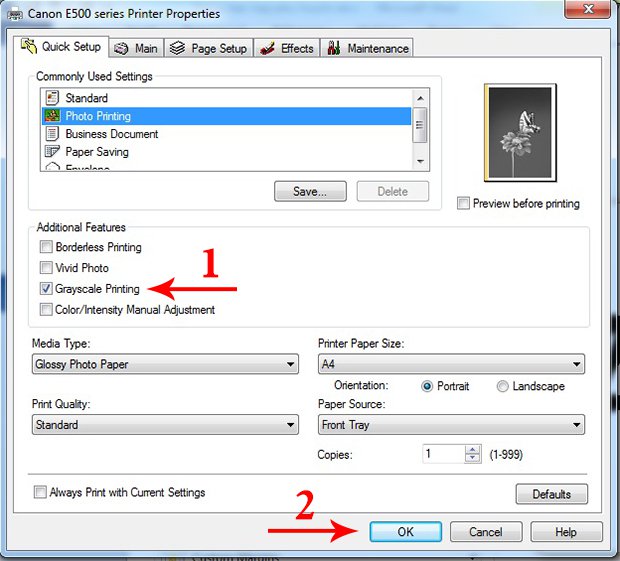 Canon E500 series Printer Properties
Quick Setup Main Page Setup Effects Maintenance
Commonly Used Settings
Standard
Photo Printing
Business Document
Paper Saving
Envelope
Save... Delete
Preview before printing
Additional Features
Borderless Printing
Vivid Photo
1
Grayscale Printing
Color/Intensity Manual Adjustment
Media Type: Printer Paper Size:
Glossy Photo Paper A4
Orientation: Portrait Landscape
Print Quality: Paper Source:
Standard Front Tray
Copies: 1 (1-999)
Always Print with Current Settings
Defaults
2
OK Cancel Help
Custom Margins